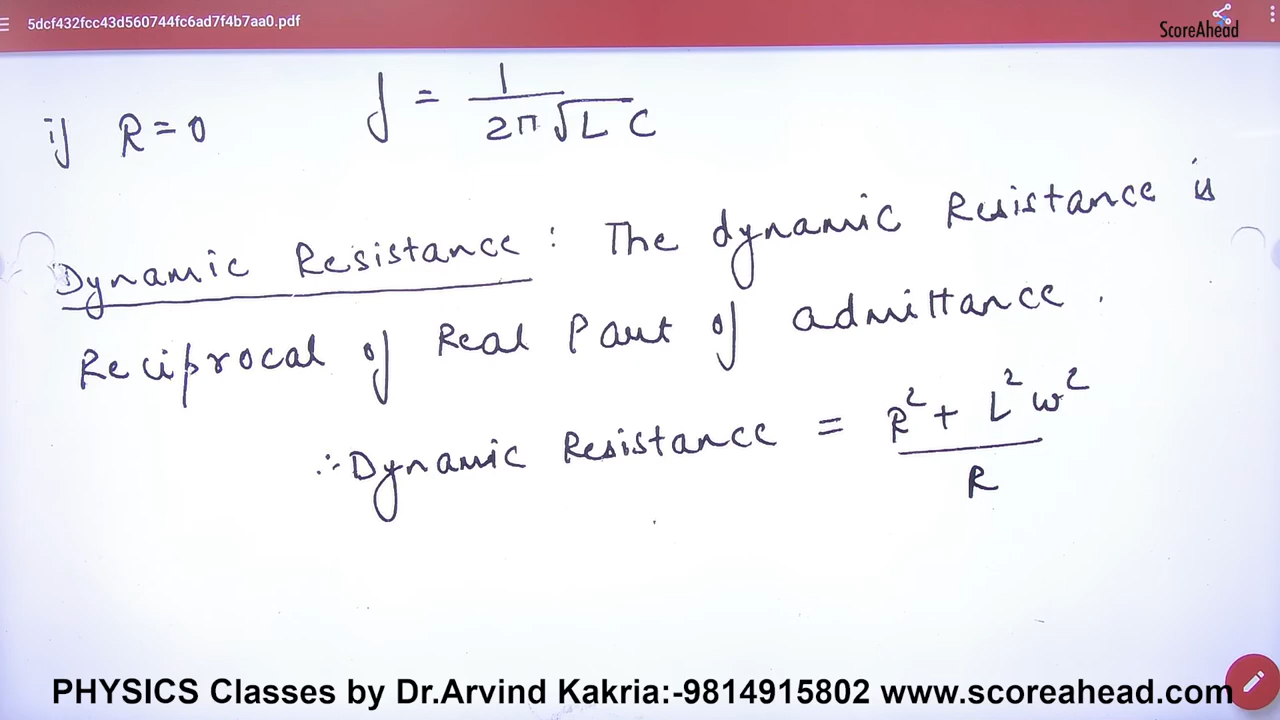 5dcf432fcc43d560744fc6ad7f4b7aa0.pdf
ScoreAhead
if R=0 f = 1/2π√LC
Dynamic Resistance : The dynamic Resistance is
Reciprocal of Real Part of admittance .
∴ Dynamic Resistance = R²+ L²ω²/R
PHYSICS Classes by Dr.Arvind Kakria:-9814915802 www.scoreahead.com